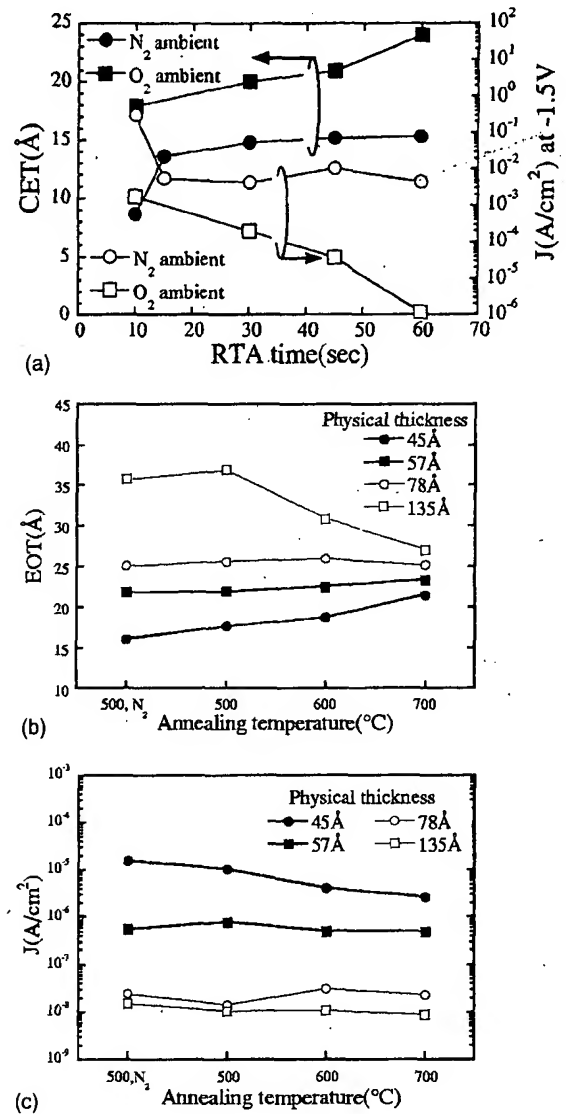 CET(Å)
25
20
15
10
5
0
N2 ambient
O2 ambient
N2 ambient
O2 ambient
10^2
10^1
10^0
10^-1
10^-2
10^-3
10^-4
10^-5
10^-6
J(A/cm^2) at -1.5V
0 10 20 30 40 50 60 70
RTA time(sec)
(a)
EOT(Å)
45
40
35
30
25
20
15
10
Physical thickness
45Å
57Å
78Å
135Å
500, N2 500 600 700
Annealing temperature(°C)
(b)
J(A/cm^2)
10^-3
10^-4
10^-5
10^-6
10^-7
10^-8
10^-9
Physical thickness
45Å 78Å
57Å 135Å
500,N2 500 600 700
Annealing temperature(°C)
(c)